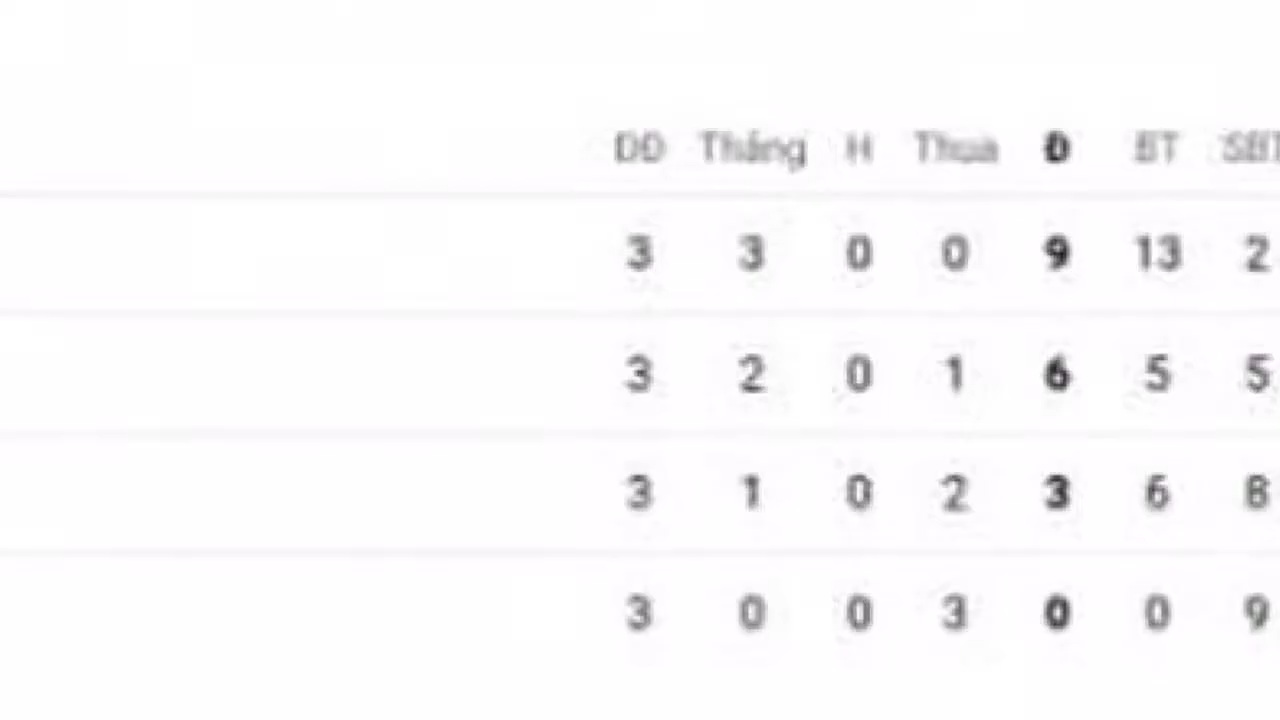 ĐĐ Thắng H Thua Đ BT SBT
3 3 0 0 9 13 2
3 2 0 1 6 5 5
3 1 0 2 3 6 8
3 0 0 3 0 0 9